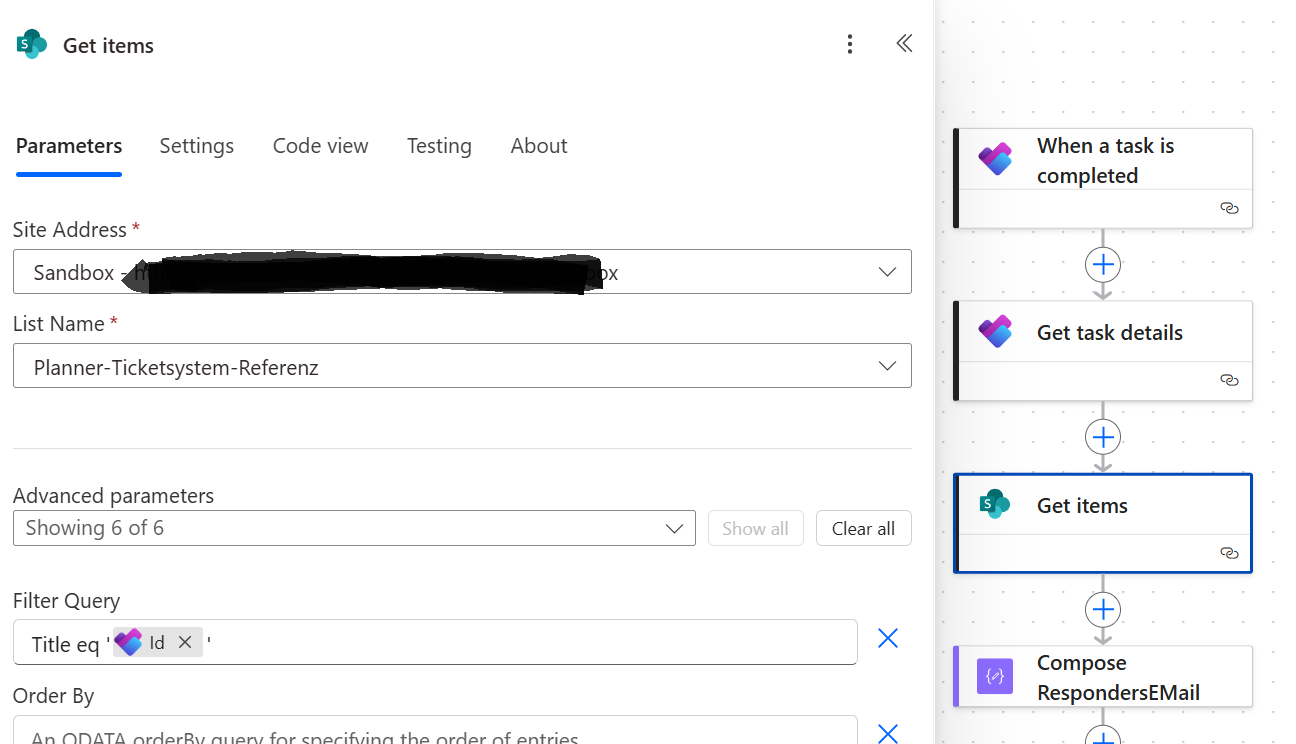 Get items
Parameters
Settings
Code view
Testing
About
Site Address *
Sandbox -
List Name *
Planner-Ticketsystem-Referenz
Advanced parameters
Showing 6 of 6
Show all
Clear all
Filter Query
Title eq ' Id '
Order By
An ODATA orderBy query for specifying the order of entries.
When a task is
completed
Get task details
Get items
Compose
RespondersEMail